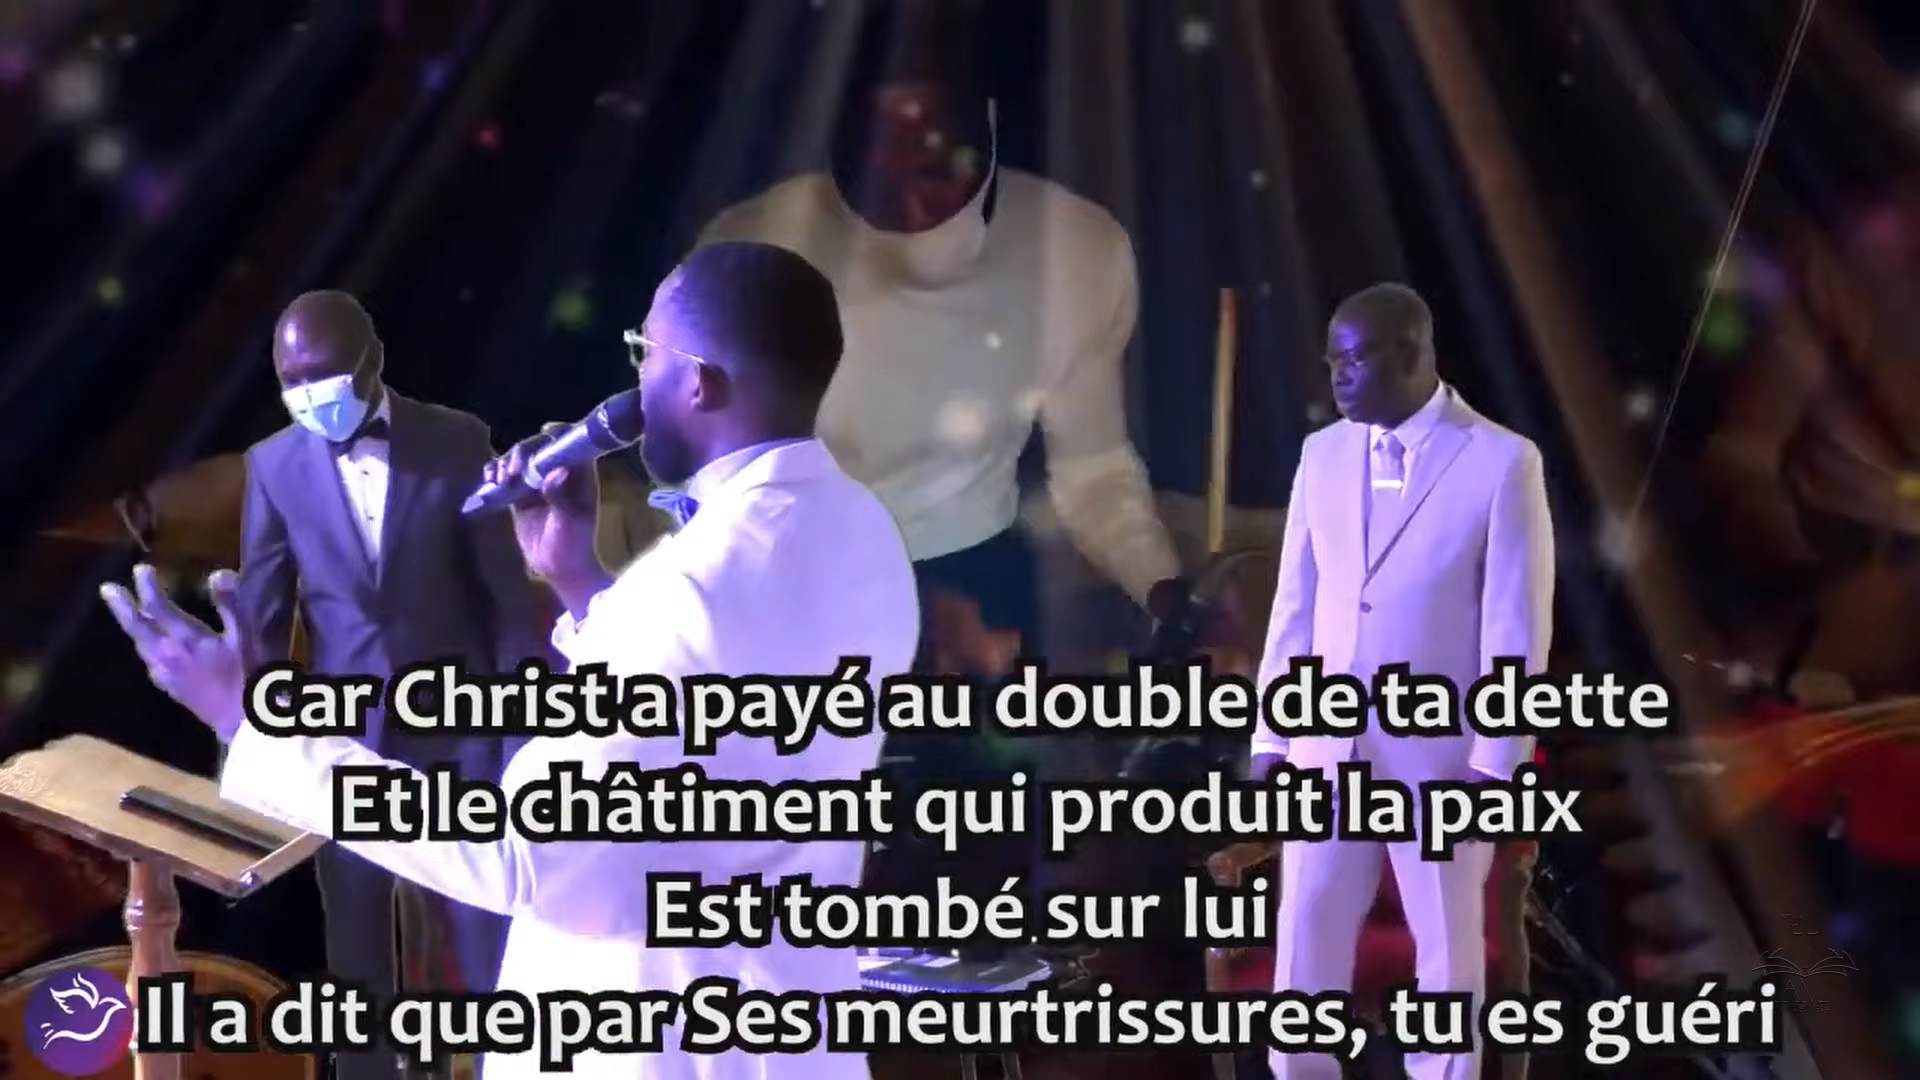 Car Christ a payé au double de ta dette
Et le châtiment qui produit la paix
Est tombé sur lui
Il a dit que par Ses meurtrissures, tu es guéri